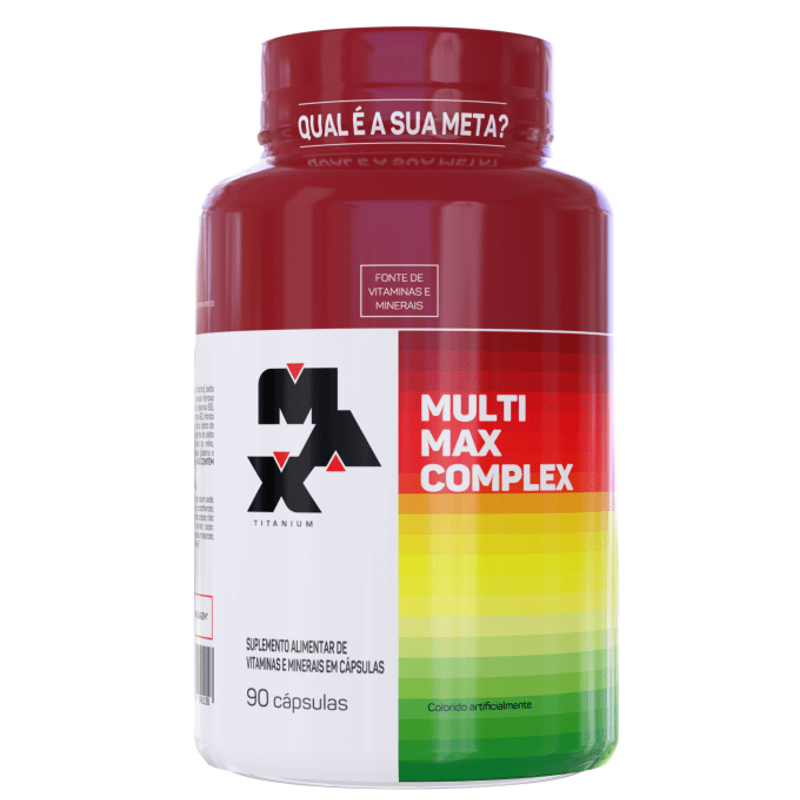 QUAL É A SUA META?
FONTE DE
VITAMINAS E
MINERAIS
MAX
TITANIUM
MULTI
MAX
COMPLEX
SUPLEMENTO ALIMENTAR DE
VITAMINAS E MINERAIS EM CÁPSULAS
90 cápsulas
Colorido artificialmente.